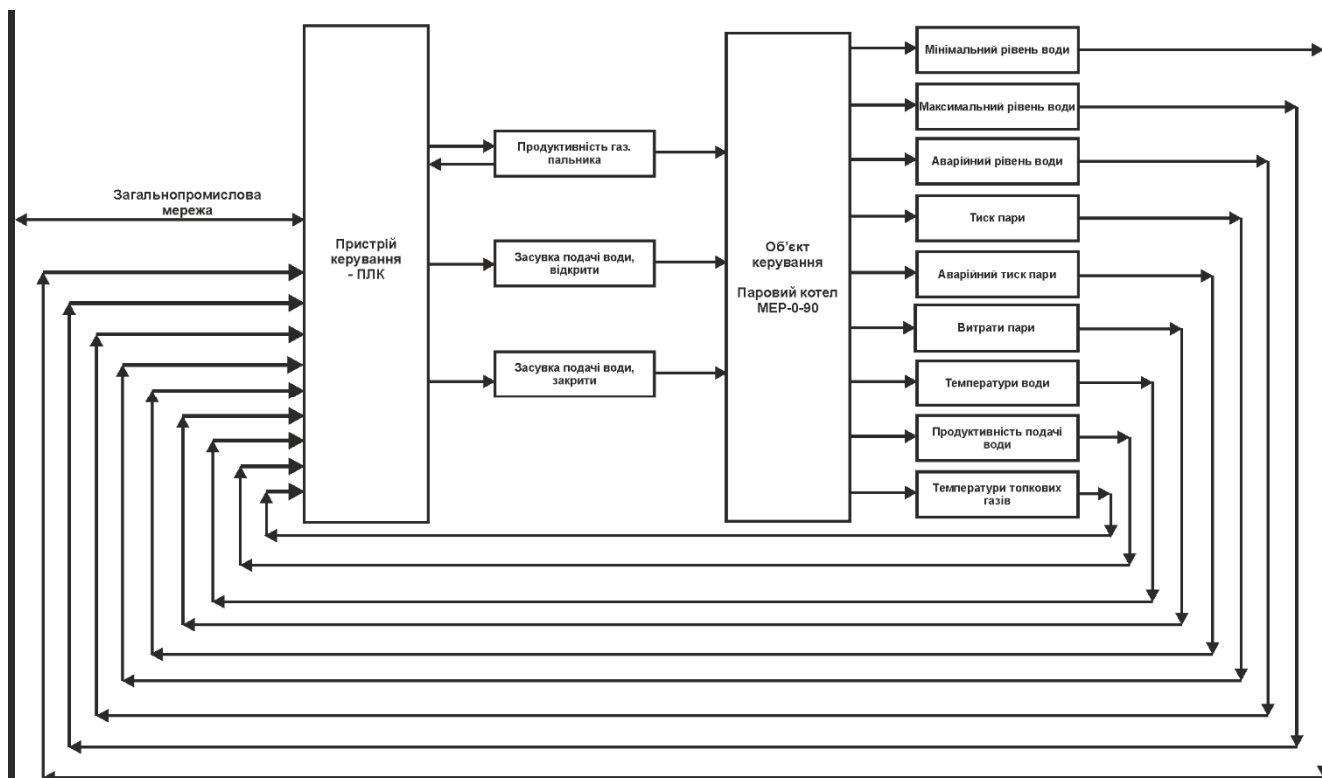 Загальнопромислова
мережа
Пристрій
керування
- ПЛК
Продуктивність газ.
пальника
Засувка подачі води,
відкрити
Засувка подачі води,
закрити
Об'єкт
керування
Паровий котел
МЕР-0-90
Мінімальний рівень води
Максимальний рівень води
Аварійний рівень води
Тиск пари
Аварійний тиск пари
Витрати пари
Температури води
Продуктивність подачі
води
Температури топкових
газів